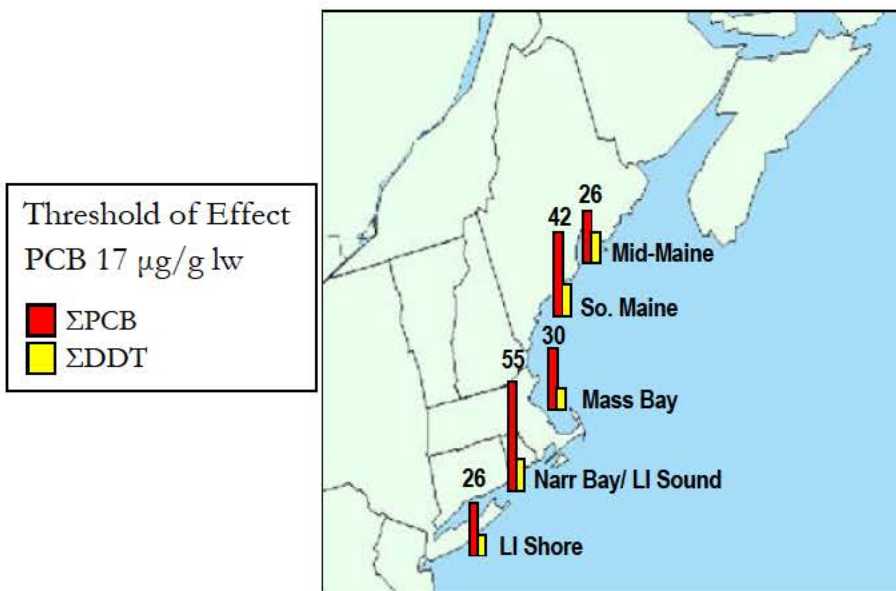 Threshold of Effect
PCB 17 µg/g lw
ΣPCB
ΣDDT
26
Mid-Maine
42
So. Maine
30
Mass Bay
55
Narr Bay/ LI Sound
26
LI Shore